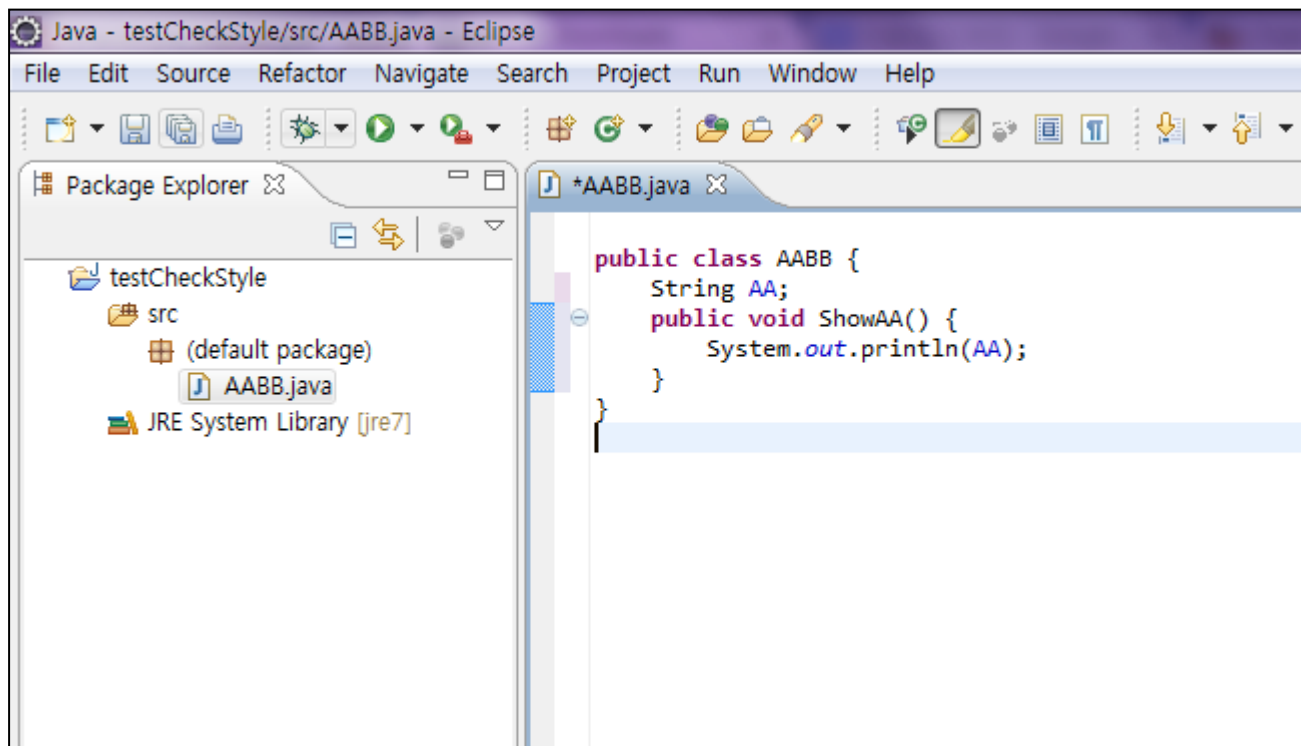 Java - testCheckStyle/src/AABB.java - Eclipse
File Edit Source Refactor Navigate Search Project Run Window Help
Package Explorer
*AABB.java
testCheckStyle
src
(default package)
AABB.java
JRE System Library [jre7]
public class AABB {
    String AA;
    public void ShowAA() {
        System.out.println(AA);
    }
}